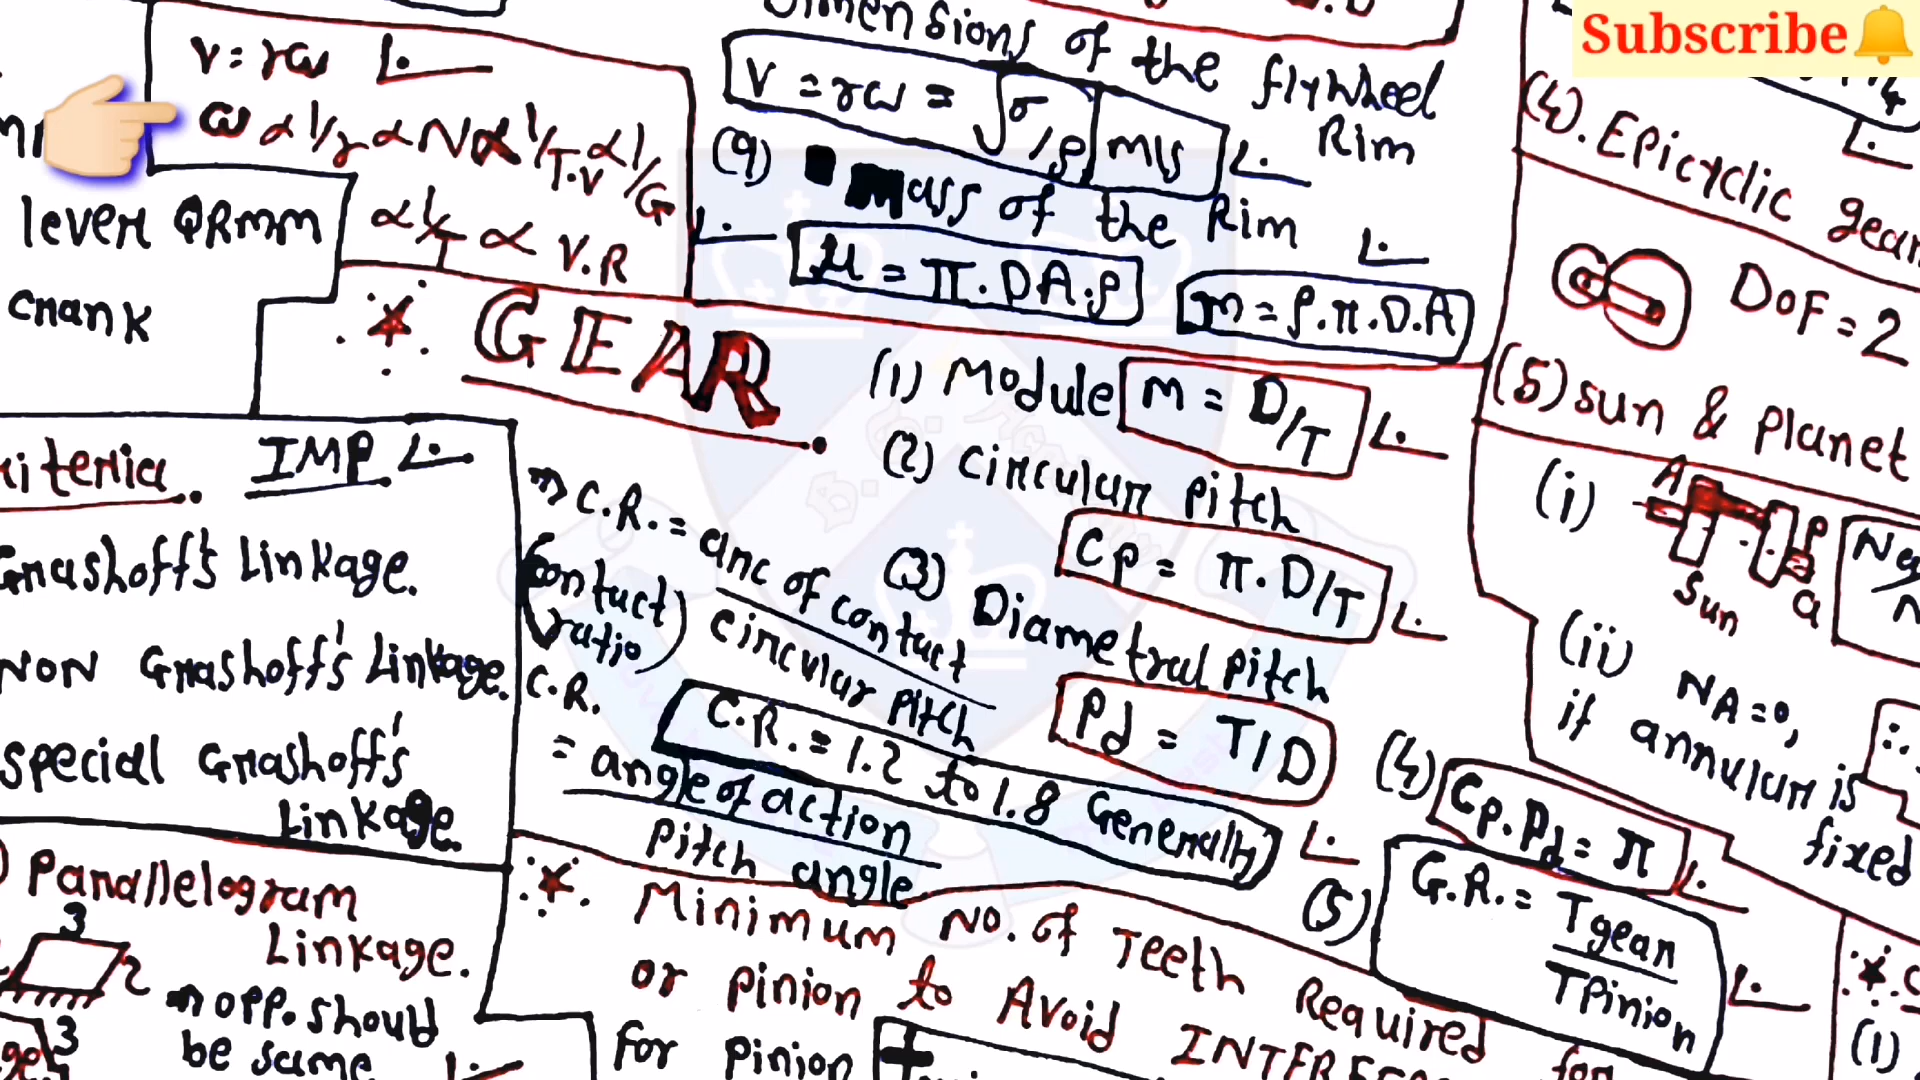 Subscribe
V = rω
ω α 1/r α N α 1/T.V α 1/G
α 1/T α V.R
lever QRMM
crank
Dimensions of the flywheel
Rim
V = rω = √σ/ρ m/s
(9) Mass of the Rim
μ = π.DA.ρ
m = ρ.π.D.A
(4). Epicyclic gear
DoF = 2
(5) sun & planet
(i) A P
Sun a
(ii) NA=0,
if annulum is
fixed
GEAR
(1) Module M = D/T
(2) Circular pitch
Cp = π.D/T
(3) Diametral pitch
Pd = T/D
(4) Cp.Pd = π
(5) G.R. = Tgear
Tpinion
C.R. = arc of contact
circular pitch
(contact
ratio)
C.R.
= angle of action
pitch angle
C.R. = 1.2 to 1.8 Generally
IMP
Grashoff's Linkage.
NON Grashoff's Linkage.
special Grashoff's
Linkage.
Parallelogram
Linkage.
3
2
opp. should
be same
3
Minimum NO. of Teeth Required
or pinion to Avoid
for pinion
(1)